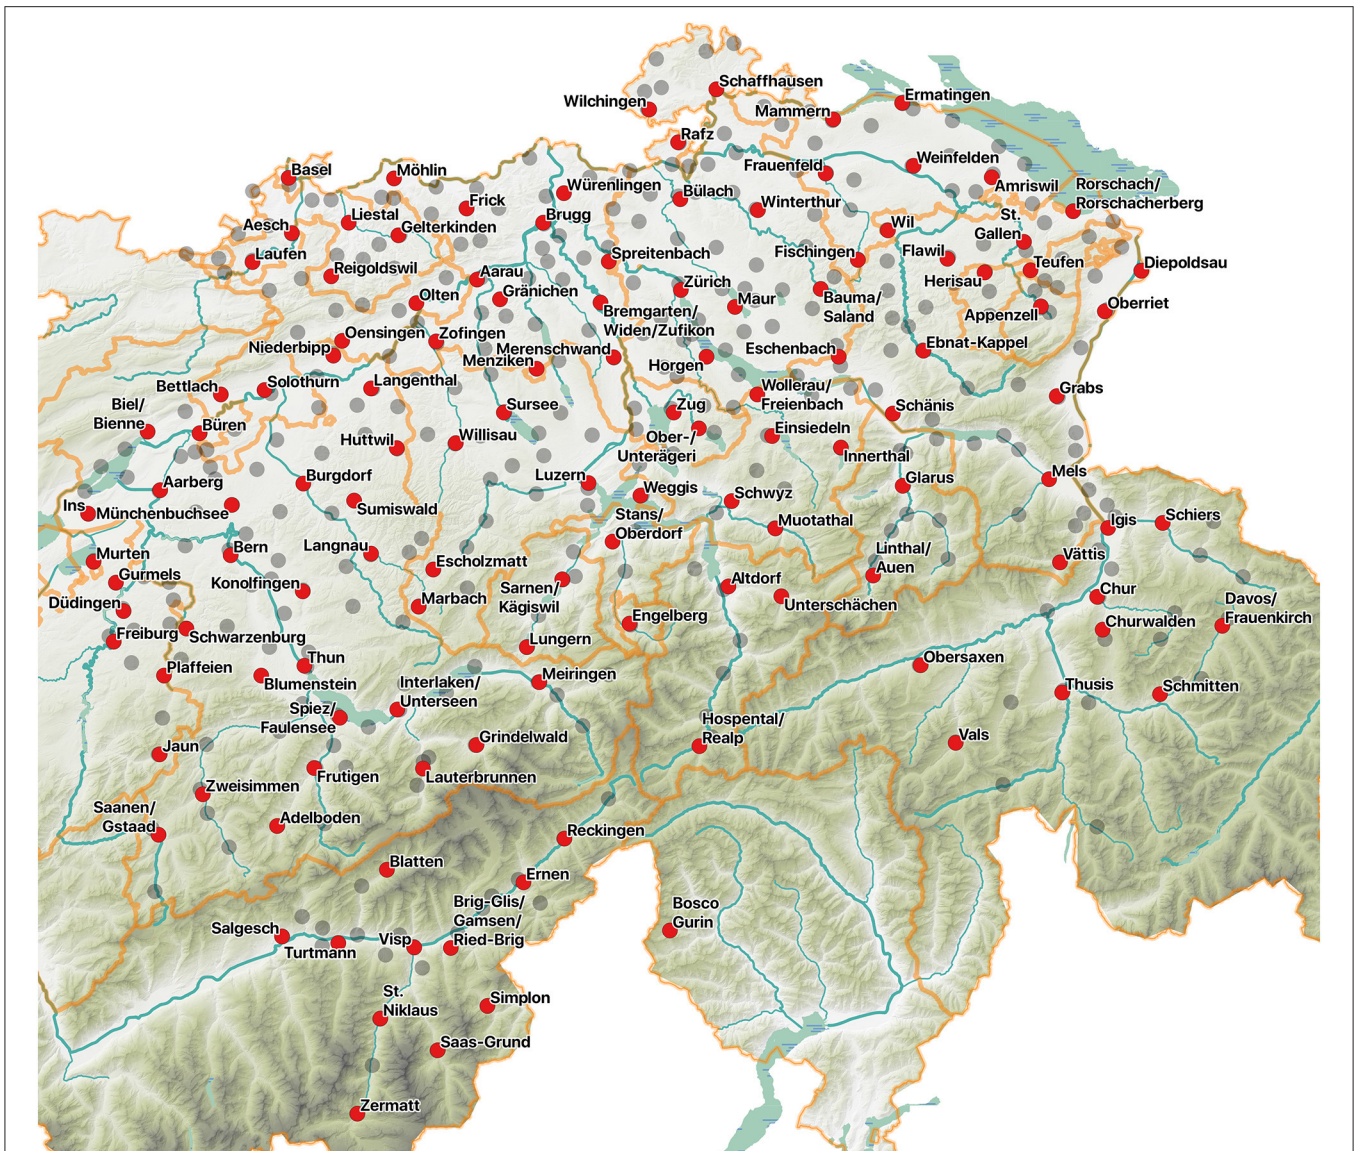 Schaffhausen
Wilchingen
Ermatingen
Mammern
Rafz
Basel
Möhlin
Frauenfeld
Weinfelden
Amriswil
Würenlingen
Bülach
Winterthur
Rorschach/
Rorschacherberg
Frick
Aesch
Liestal
Gelterkinden
Brugg
Wil
St.
Gallen
Laufen
Reigoldswil
Spreitenbach
Fischingen
Flawil
Teufen
Diepoldsau
Aarau
Gränichen
Zürich
Herisau
Olten
Maur
Bauma/
Saland
Appenzell
Oberriet
Bremgarten/
Widen/Zufikon
Oensingen
Zofingen
Niederbipp
Menziken
Merenschwand
Horgen
Eschenbach
Ebnat-Kappel
Bettlach
Solothurn
Langenthal
Wollerau/
Freienbach
Grabs
Biel/
Bienne
Büren
Sursee
Zug
Schänis
Huttwil
Willisau
Ober-/
Unterägeri
Einsiedeln
Innerthal
Aarberg
Burgdorf
Luzern
Weggis
Schwyz
Glarus
Mels
Ins
Münchenbuchsee
Sumiswald
Stans/
Oberdorf
Muotathal
Igis
Schiers
Murten
Bern
Langnau
Escholzmatt
Linthal/
Auen
Vättis
Gurmels
Konolfingen
Sarnen/
Kägiswil
Altdorf
Chur
Düdingen
Marbach
Engelberg
Unterschächen
Davos/
Frauenkirch
Freiburg
Schwarzenburg
Lungern
Churwalden
Plaffeien
Thun
Blumenstein
Interlaken/
Unterseen
Meiringen
Obersaxen
Thusis
Schmitten
Spiez/
Faulensee
Hospental/
Realp
Jaun
Grindelwald
Vals
Frutigen
Lauterbrunnen
Zweisimmen
Saanen/
Gstaad
Adelboden
Reckingen
Blatten
Ernen
Brig-Glis/
Gamsen/
Ried-Brig
Bosco
Gurin
Salgesch
Turtmann
Visp
St.
Niklaus
Simplon
Saas-Grund
Zermatt